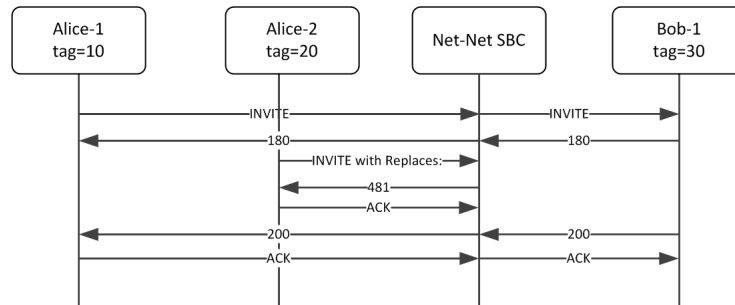 Alice-1
tag=10
Alice-2
tag=20
Net-Net SBC
Bob-1
tag=30
INVITE
INVITE
180
180
INVITE with Replaces:
481
ACK
200
200
ACK
ACK